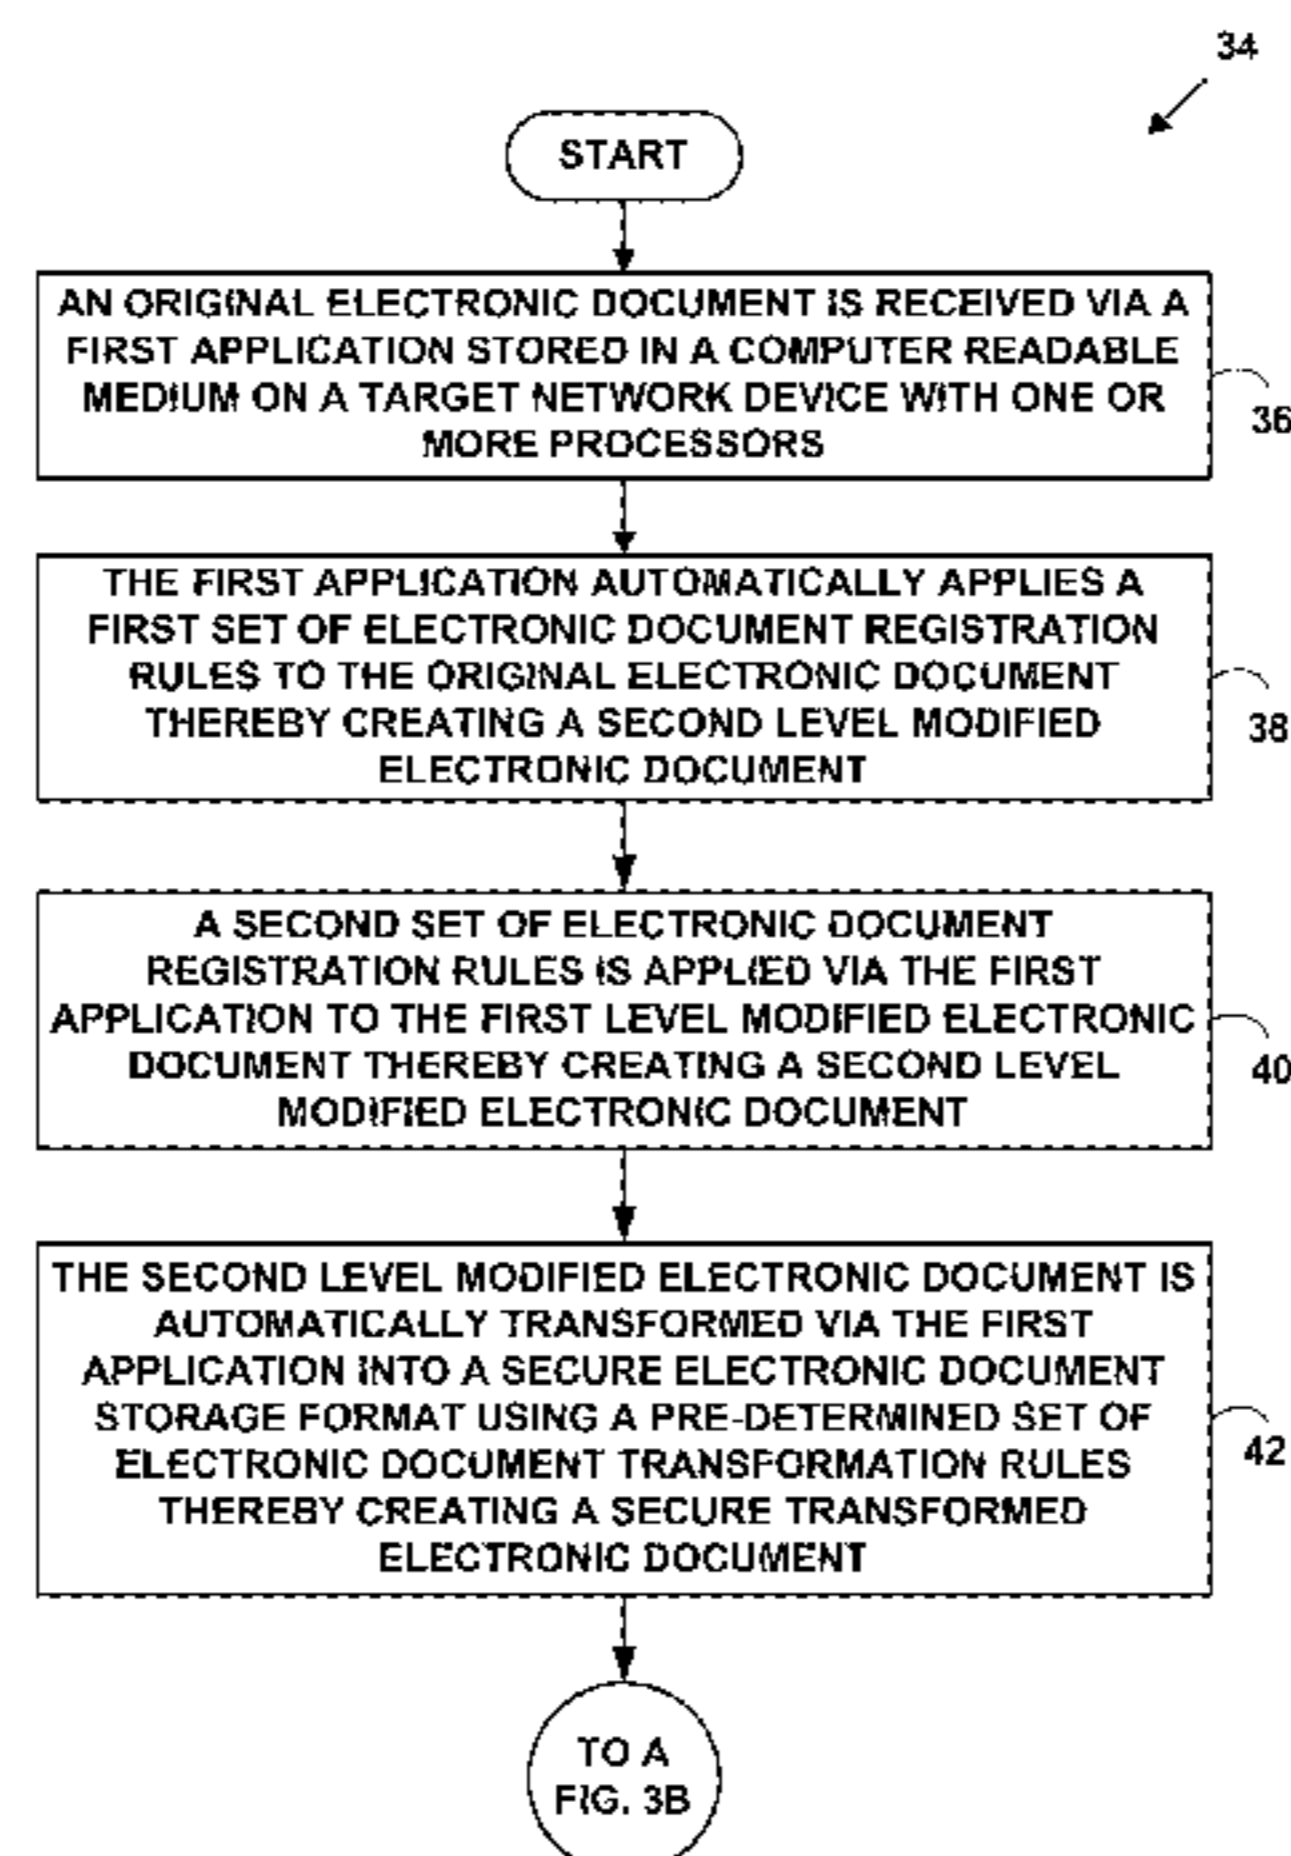 34
START
AN ORIGINAL ELECTRONIC DOCUMENT IS RECEIVED VIA A
FIRST APPLICATION STORED IN A COMPUTER READABLE
MEDIUM ON A TARGET NETWORK DEVICE WITH ONE OR
MORE PROCESSORS
36
THE FIRST APPLICATION AUTOMATICALLY APPLIES A
FIRST SET OF ELECTRONIC DOCUMENT REGISTRATION
RULES TO THE ORIGINAL ELECTRONIC DOCUMENT
THEREBY CREATING A SECOND LEVEL MODIFIED
ELECTRONIC DOCUMENT
38
A SECOND SET OF ELECTRONIC DOCUMENT
REGISTRATION RULES IS APPLIED VIA THE FIRST
APPLICATION TO THE FIRST LEVEL MODIFIED ELECTRONIC
DOCUMENT THEREBY CREATING A SECOND LEVEL
MODIFIED ELECTRONIC DOCUMENT
40
THE SECOND LEVEL MODIFIED ELECTRONIC DOCUMENT IS
AUTOMATICALLY TRANSFORMED VIA THE FIRST
APPLICATION INTO A SECURE ELECTRONIC DOCUMENT
STORAGE FORMAT USING A PRE-DETERMINED SET OF
ELECTRONIC DOCUMENT TRANSFORMATION RULES
THEREBY CREATING A SECURE TRANSFORMED
ELECTRONIC DOCUMENT
42
TO A
FIG. 3B